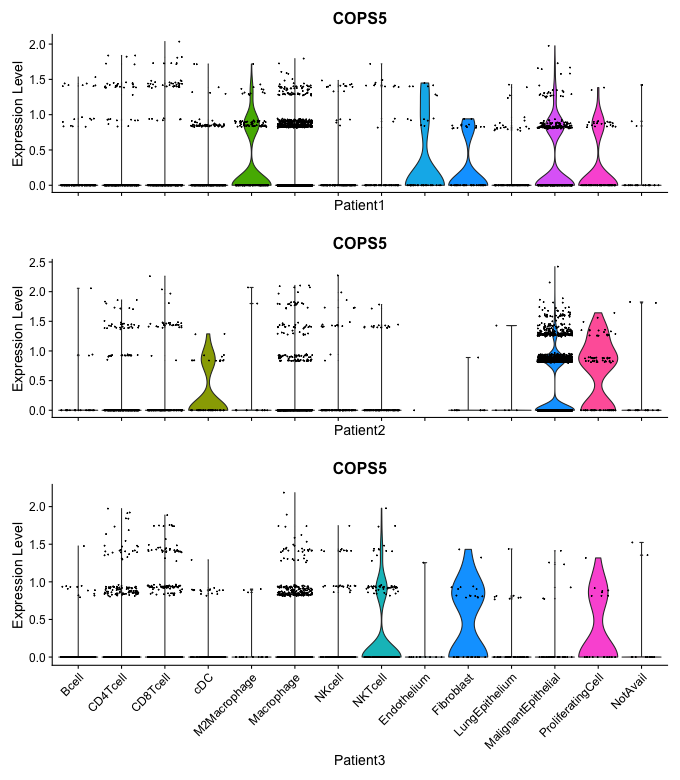 COPS5
Expression Level
2.0
1.5
1.0
0.5
0.0
Patient1
COPS5
Expression Level
2.5
2.0
1.5
1.0
0.5
0.0
Patient2
COPS5
Expression Level
2.0
1.5
1.0
0.5
0.0
Bcell
CD4Tcell
CD8Tcell
cDC
M2Macrophage
Macrophage
NKcell
NKTcell
Endothelium
Fibroblast
LungEpithelium
MalignantEpithelial
ProliferatingCell
NotAvail
Patient3